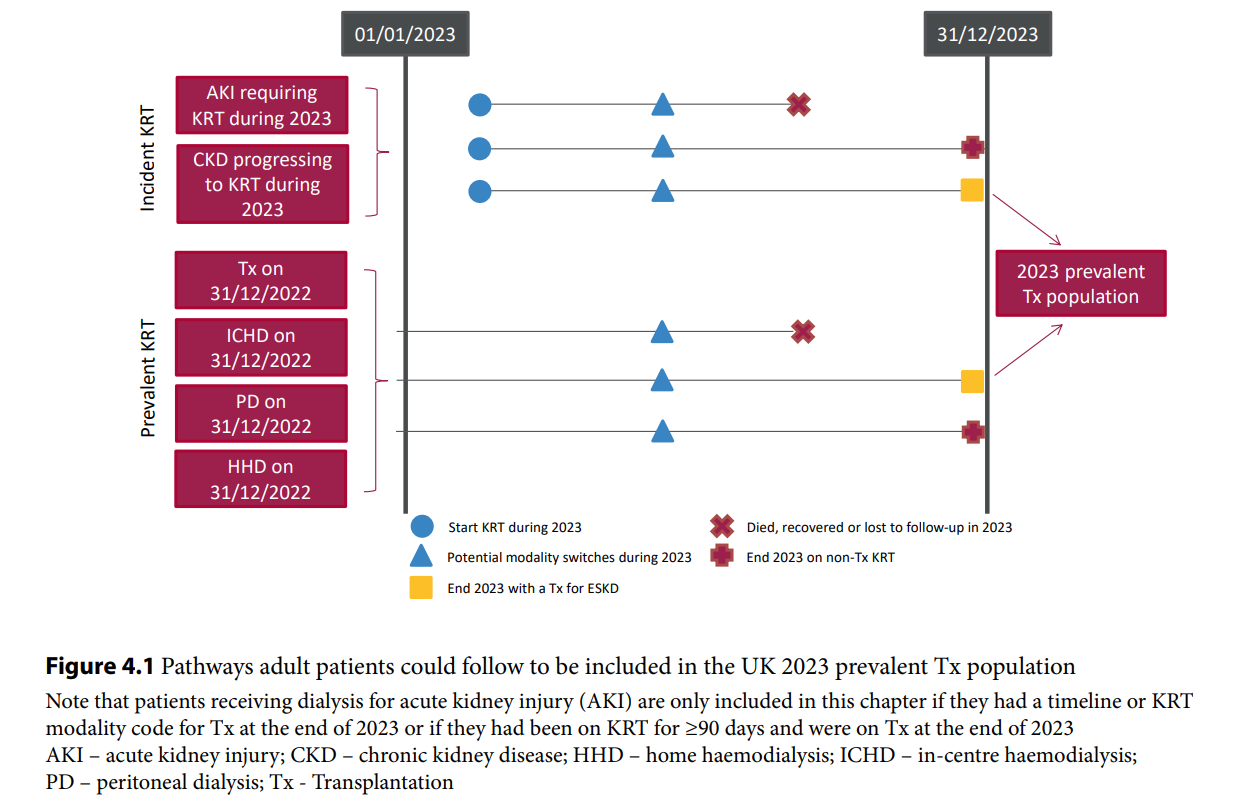 01/01/2023
31/12/2023
Incident KRT
AKI requiring
KRT during 2023
CKD progressing
to KRT during
2023
Prevalent KRT
Tx on
31/12/2022
ICHD on
31/12/2022
PD on
31/12/2022
HHD on
31/12/2022
2023 prevalent
Tx population
Start KRT during 2023
Died, recovered or lost to follow-up in 2023
Potential modality switches during 2023
End 2023 on non-Tx KRT
End 2023 with a Tx for ESKD
Figure 4.1 Pathways adult patients could follow to be included in the UK 2023 prevalent Tx population
Note that patients receiving dialysis for acute kidney injury (AKI) are only included in this chapter if they had a timeline or KRT
modality code for Tx at the end of 2023 or if they had been on KRT for ≥90 days and were on Tx at the end of 2023
AKI – acute kidney injury; CKD – chronic kidney disease; HHD – home haemodialysis; ICHD – in-centre haemodialysis;
PD – peritoneal dialysis; Tx - Transplantation